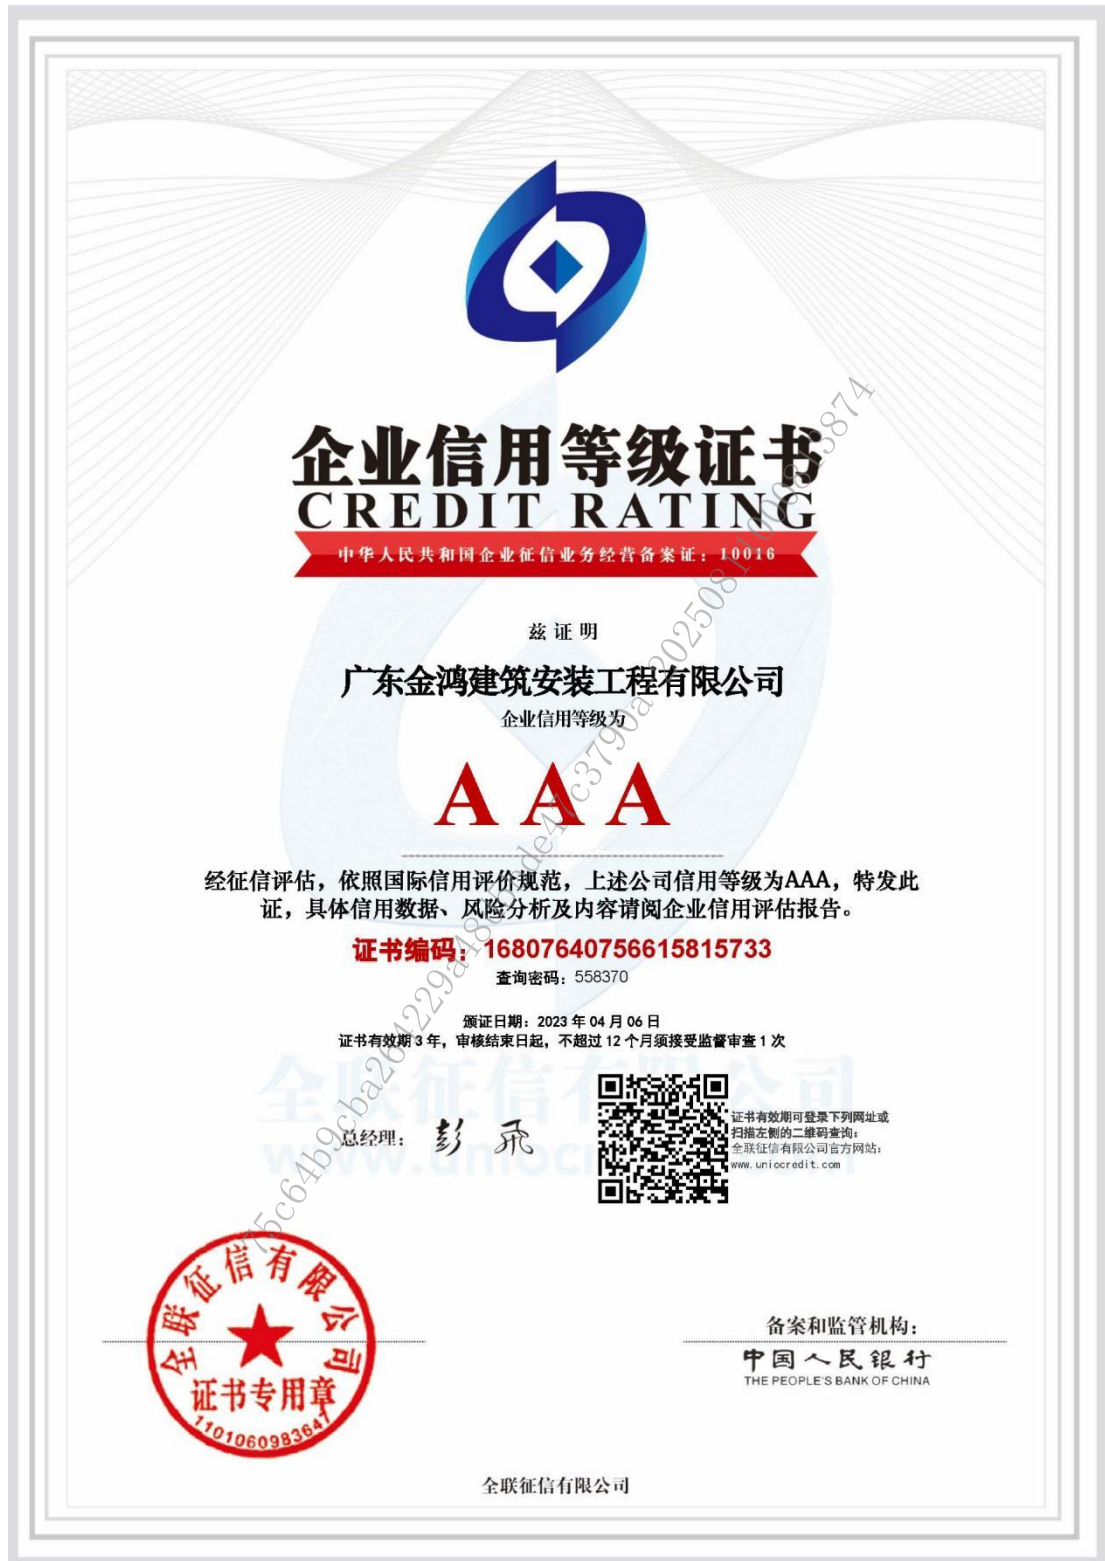 企业信用等级证书
CREDIT RATING
中华人民共和国企业征信业务经营备案证：10016
兹证明
广东金鸿建筑安装工程有限公司
企业信用等级为
AAA
经征信评估，依照国际信用评价规范，上述公司信用等级为AAA，特发此
证，具体信用数据、风险分析及内容请阅企业信用评估报告。
证书编码：16807640756615815733
查询密码：558370
颁证日期：2023 年 04 月 06 日
证书有效期 3 年，审核结束日起，不超过 12 个月须接受监督审查 1 次
总经理：彭飞
证书有效期可登录下列网址或
扫描左侧的二维码查询：
全联征信有限公司官方网站：
www.uniocredit.com
全联征信有限公司
证书专用章
1101060983647
备案和监管机构：
中国人民银行
THE PEOPLE'S BANK OF CHINA
全联征信有限公司